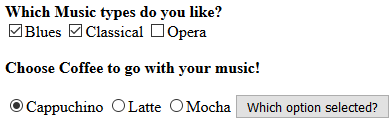 Which Music types do you like?
Blues Classical Opera
Choose Coffee to go with your music!
Cappuchino Latte Mocha Which option selected?